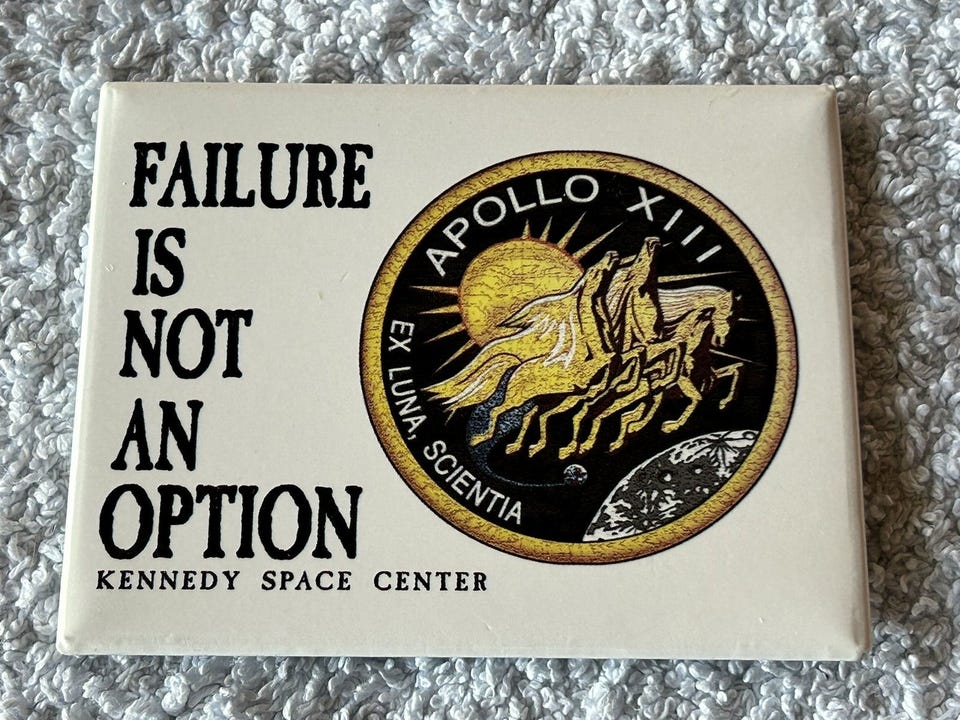 FAILURE
IS
NOT
AN
OPTION
KENNEDY SPACE CENTER
APOLLO XIII
EX LUNA, SCIENTIA